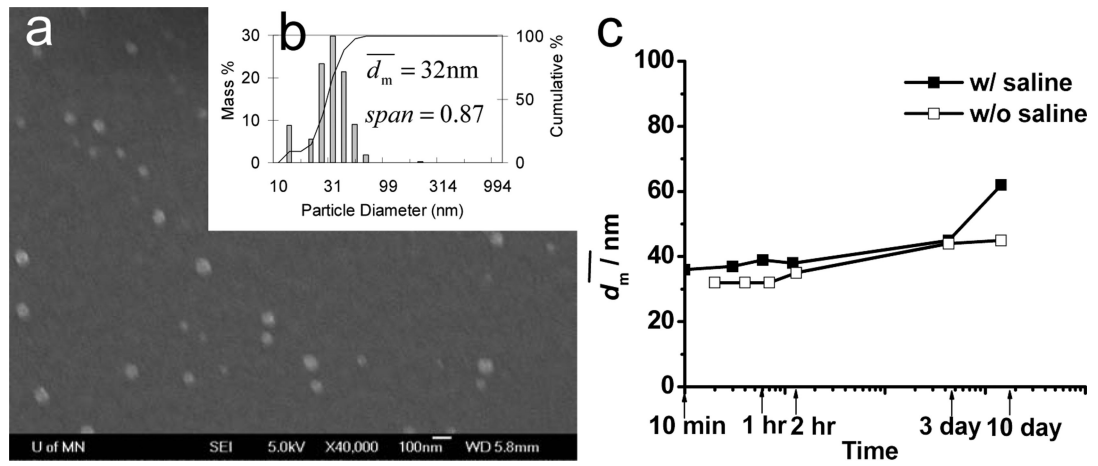 a
U of MN SEI 5.0kV X40,000 100nm WD 5.8mm
b
Mass %
30
20
10
0
d̅m = 32nm
span = 0.87
100
50
0
Cumulative %
10 31 99 314 994
Particle Diameter (nm)
c
w/ saline
w/o saline
d̅m / nm
100
80
60
40
20
0
10 min 1 hr 2 hr 3 day 10 day
Time